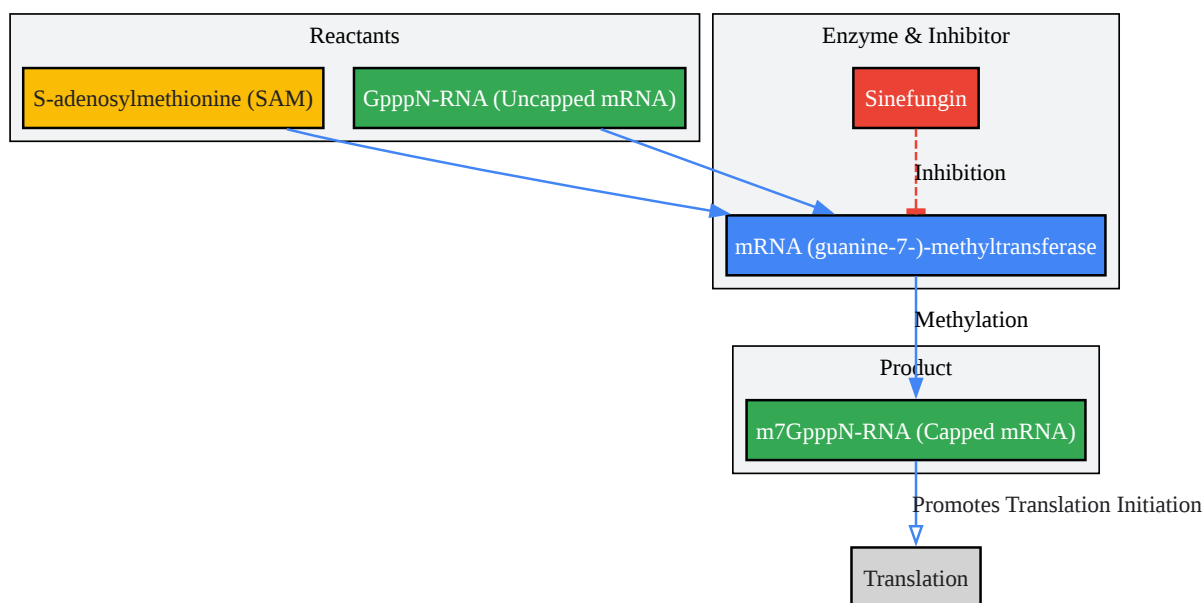 Reactants
Enzyme & Inhibitor
S-adenosylmethionine (SAM)
GpppN-RNA (Uncapped mRNA)
Sinefungin
Inhibition
mRNA (guanine-7-)-methyltransferase
Methylation
Product
m7GpppN-RNA (Capped mRNA)
Promotes Translation Initiation
Translation